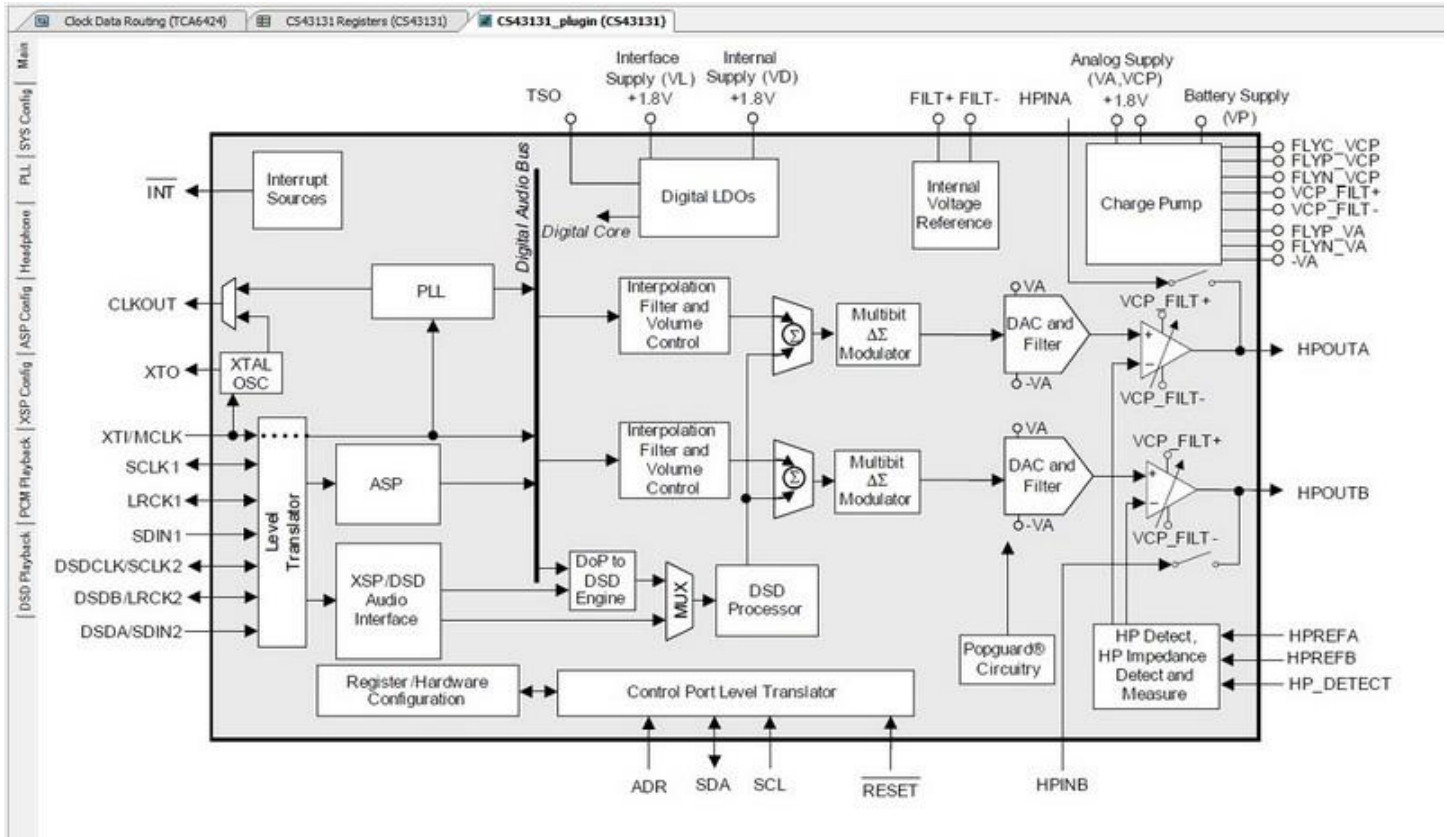 Clock Data Routing (TCA6424)
CS43131 Registers (CS43131)
CS43131_plugin (CS43131)
Main
SYS Config
PLL
Headphone
ASP Config
XSP Config
PCM Playback
DSD Playback
TSO
Interface
Supply (VL)
+1.8V
Internal
Supply (VD)
+1.8V
FILT+
FILT-
HPINA
Analog Supply
(VA,VCP)
+1.8V
Battery Supply
(VP)
INT
Interrupt
Sources
Digital Audio Bus
Digital LDOs
Digital Core
Internal
Voltage
Reference
Charge Pump
FLYC_VCP
FLYP_VCP
FLYN_VCP
VCP_FILT+
VCP_FILT-
FLYP_VA
FLYN_VA
-VA
CLKOUT
PLL
XTO
XTAL
OSC
Interpolation
Filter and
Volume
Control
Σ
Multibit
ΔΣ
Modulator
VA
DAC and
Filter
-VA
VCP_FILT+
+
−
VCP_FILT-
HPOUTA
XTI/MCLK
SCLK1
LRCK1
SDIN1
DSDCLK/SCLK2
DSDB/LRCK2
DSDA/SDIN2
Level
Translator
ASP
XSP/DSD
Audio
Interface
Interpolation
Filter and
Volume
Control
Σ
Multibit
ΔΣ
Modulator
VA
DAC and
Filter
-VA
VCP_FILT+
+
−
VCP_FILT-
HPOUTB
DoP to
DSD
Engine
MUX
DSD
Processor
Popguard®
Circuitry
HP Detect,
HP Impedance
Detect and
Measure
HPREFA
HPREFB
HP_DETECT
Register/Hardware
Configuration
Control Port Level Translator
ADR
SDA
SCL
RESET
HPINB